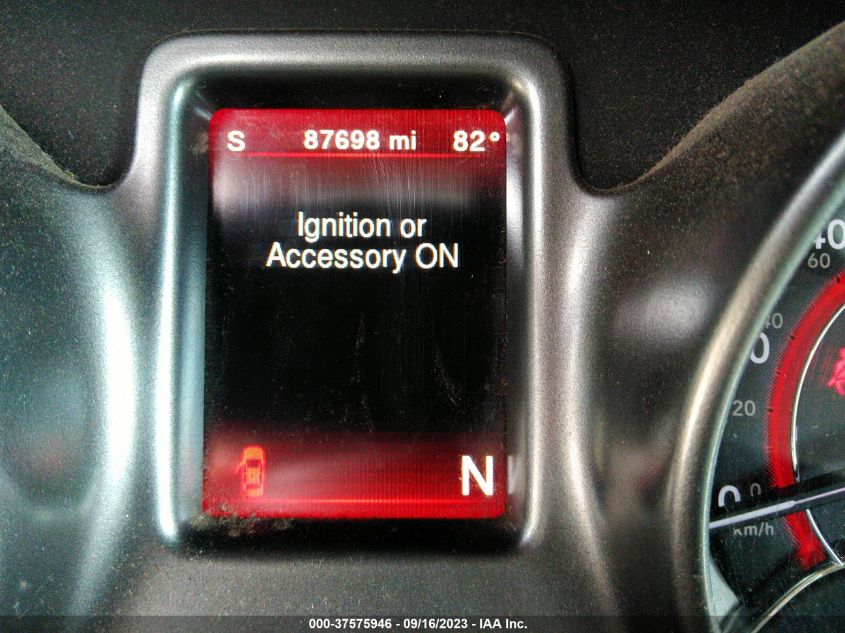 S 87698 mi 82°
Ignition or
Accessory ON
N
40
60
40
20
0 0
km/h
000-37575946 - 09/16/2023 - IAA Inc.